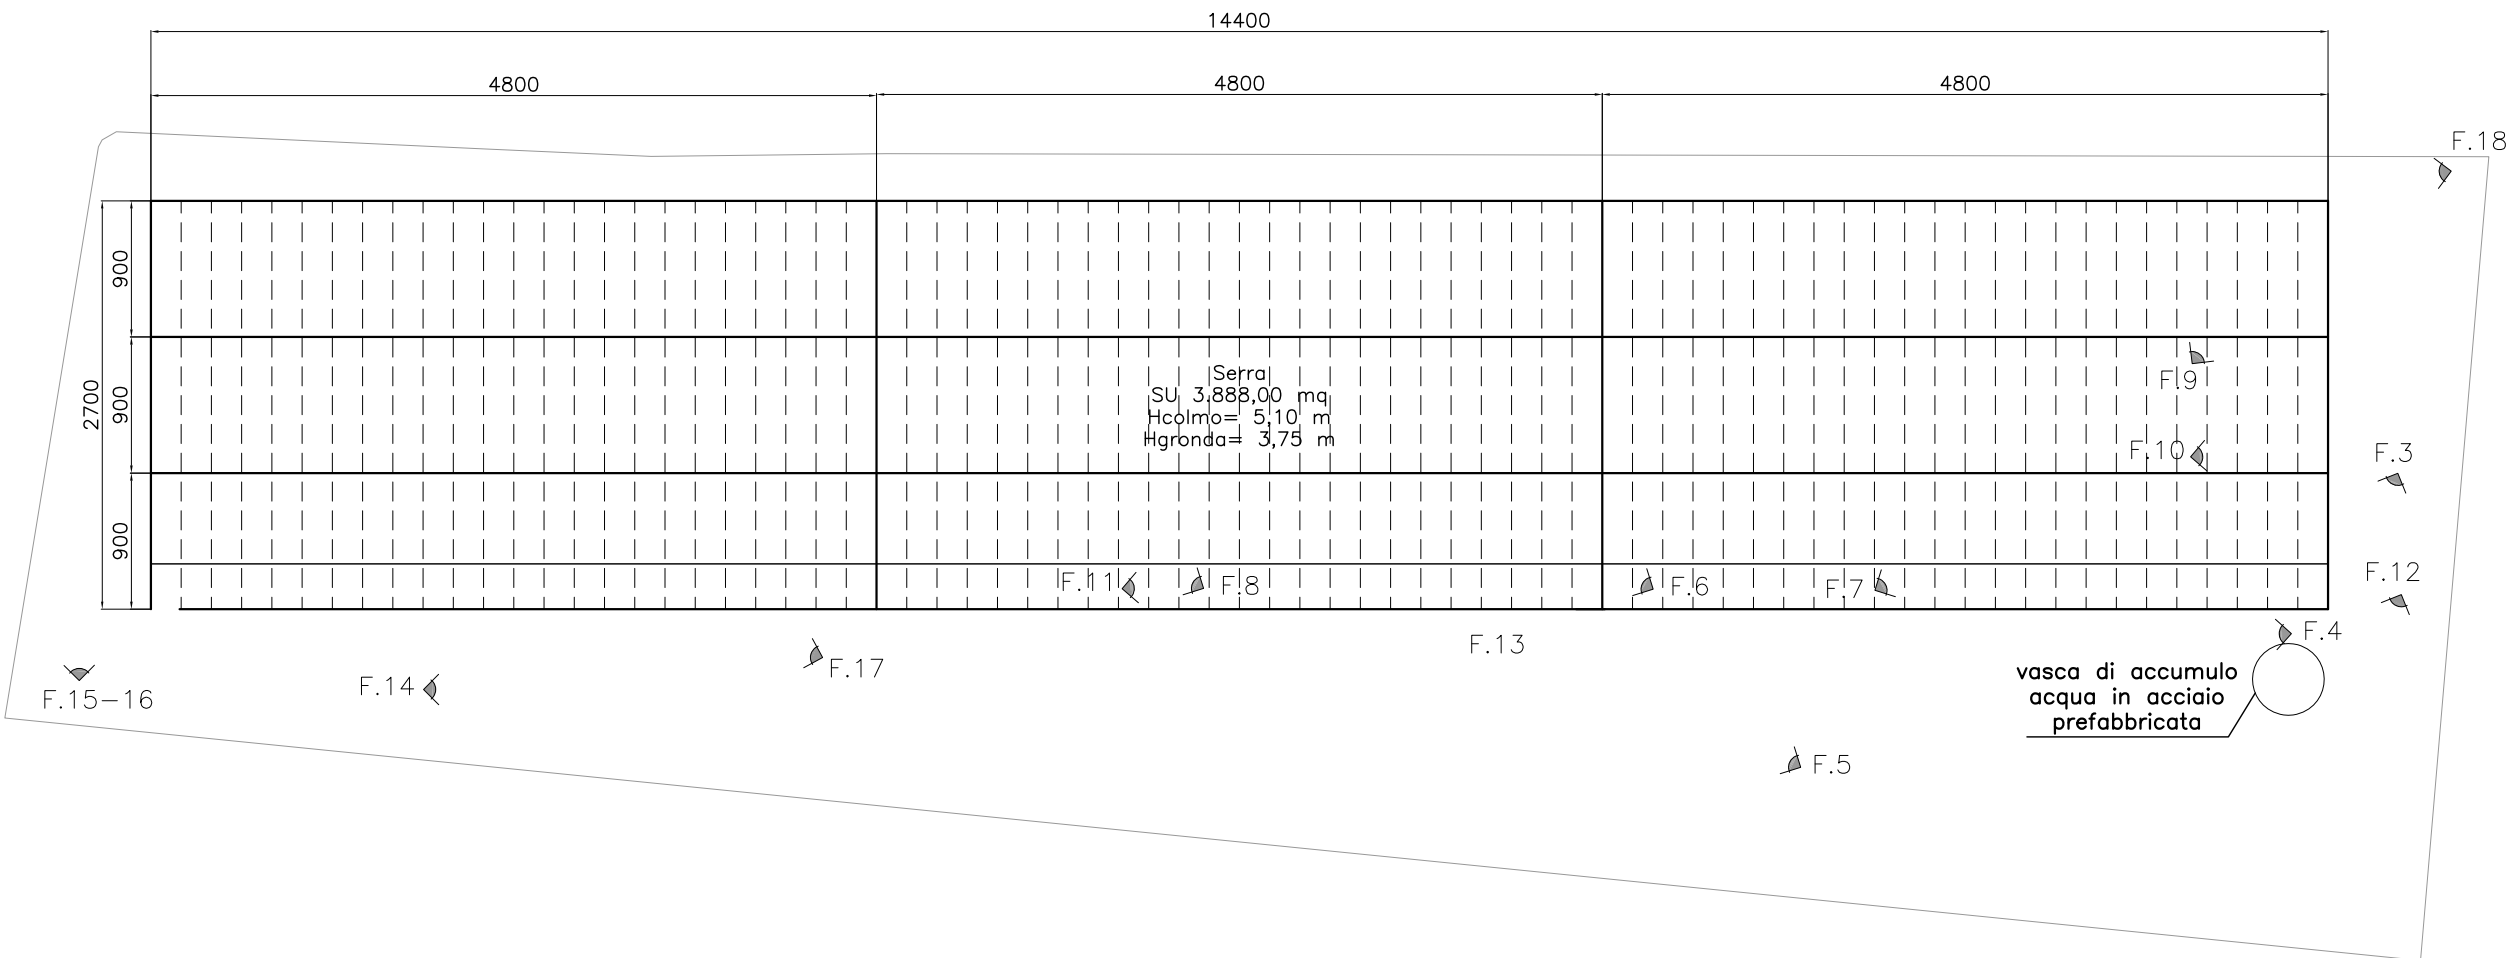 14400
4800
4800
4800
F.18
900
900
2700
900
Serra
SU 3.888,00 mq
Hcolmo= 5,10 m
Hgronda= 3,75 m
F.9
F.10
F.3
F.11
F.8
F.6
F.7
F.12
F.13
F.4
F.17
F.14
F.15-16
vasca di accumulo
acqua in acciaio
prefabbricata
F.5